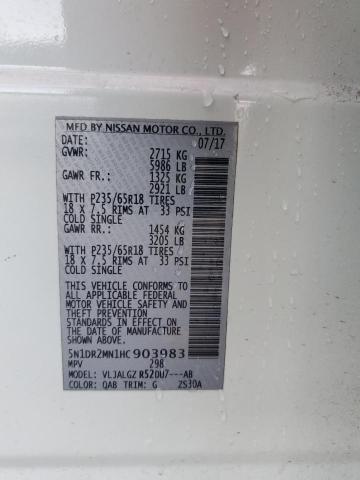 MFD BY NISSAN MOTOR CO., LTD.
DATE: 07/17
GVWR: 2715 KG
5986 LB
GAWR FR.: 1325 KG
2921 LB
WITH P235/65R18 TIRES
18 X 7.5 RIMS AT 33 PSI
COLD SINGLE
GAWR RR.: 1454 KG
3205 LB
WITH P235/65R18 TIRES
18 X 7.5 RIMS AT 33 PSI
COLD SINGLE
THIS VEHICLE CONFORMS TO
ALL APPLICABLE FEDERAL MOTOR
VEHICLE SAFETY AND
THEFT PREVENTION
STANDARDS IN EFFECT ON
THE DATE OF MANUFACTURE
SHOWN ABOVE.
5N1DR2MN1HC903983
MPV 298
MODEL: VLJALGZ R52DU7---AB
COLOR: QAB TRIM: G ZS30A